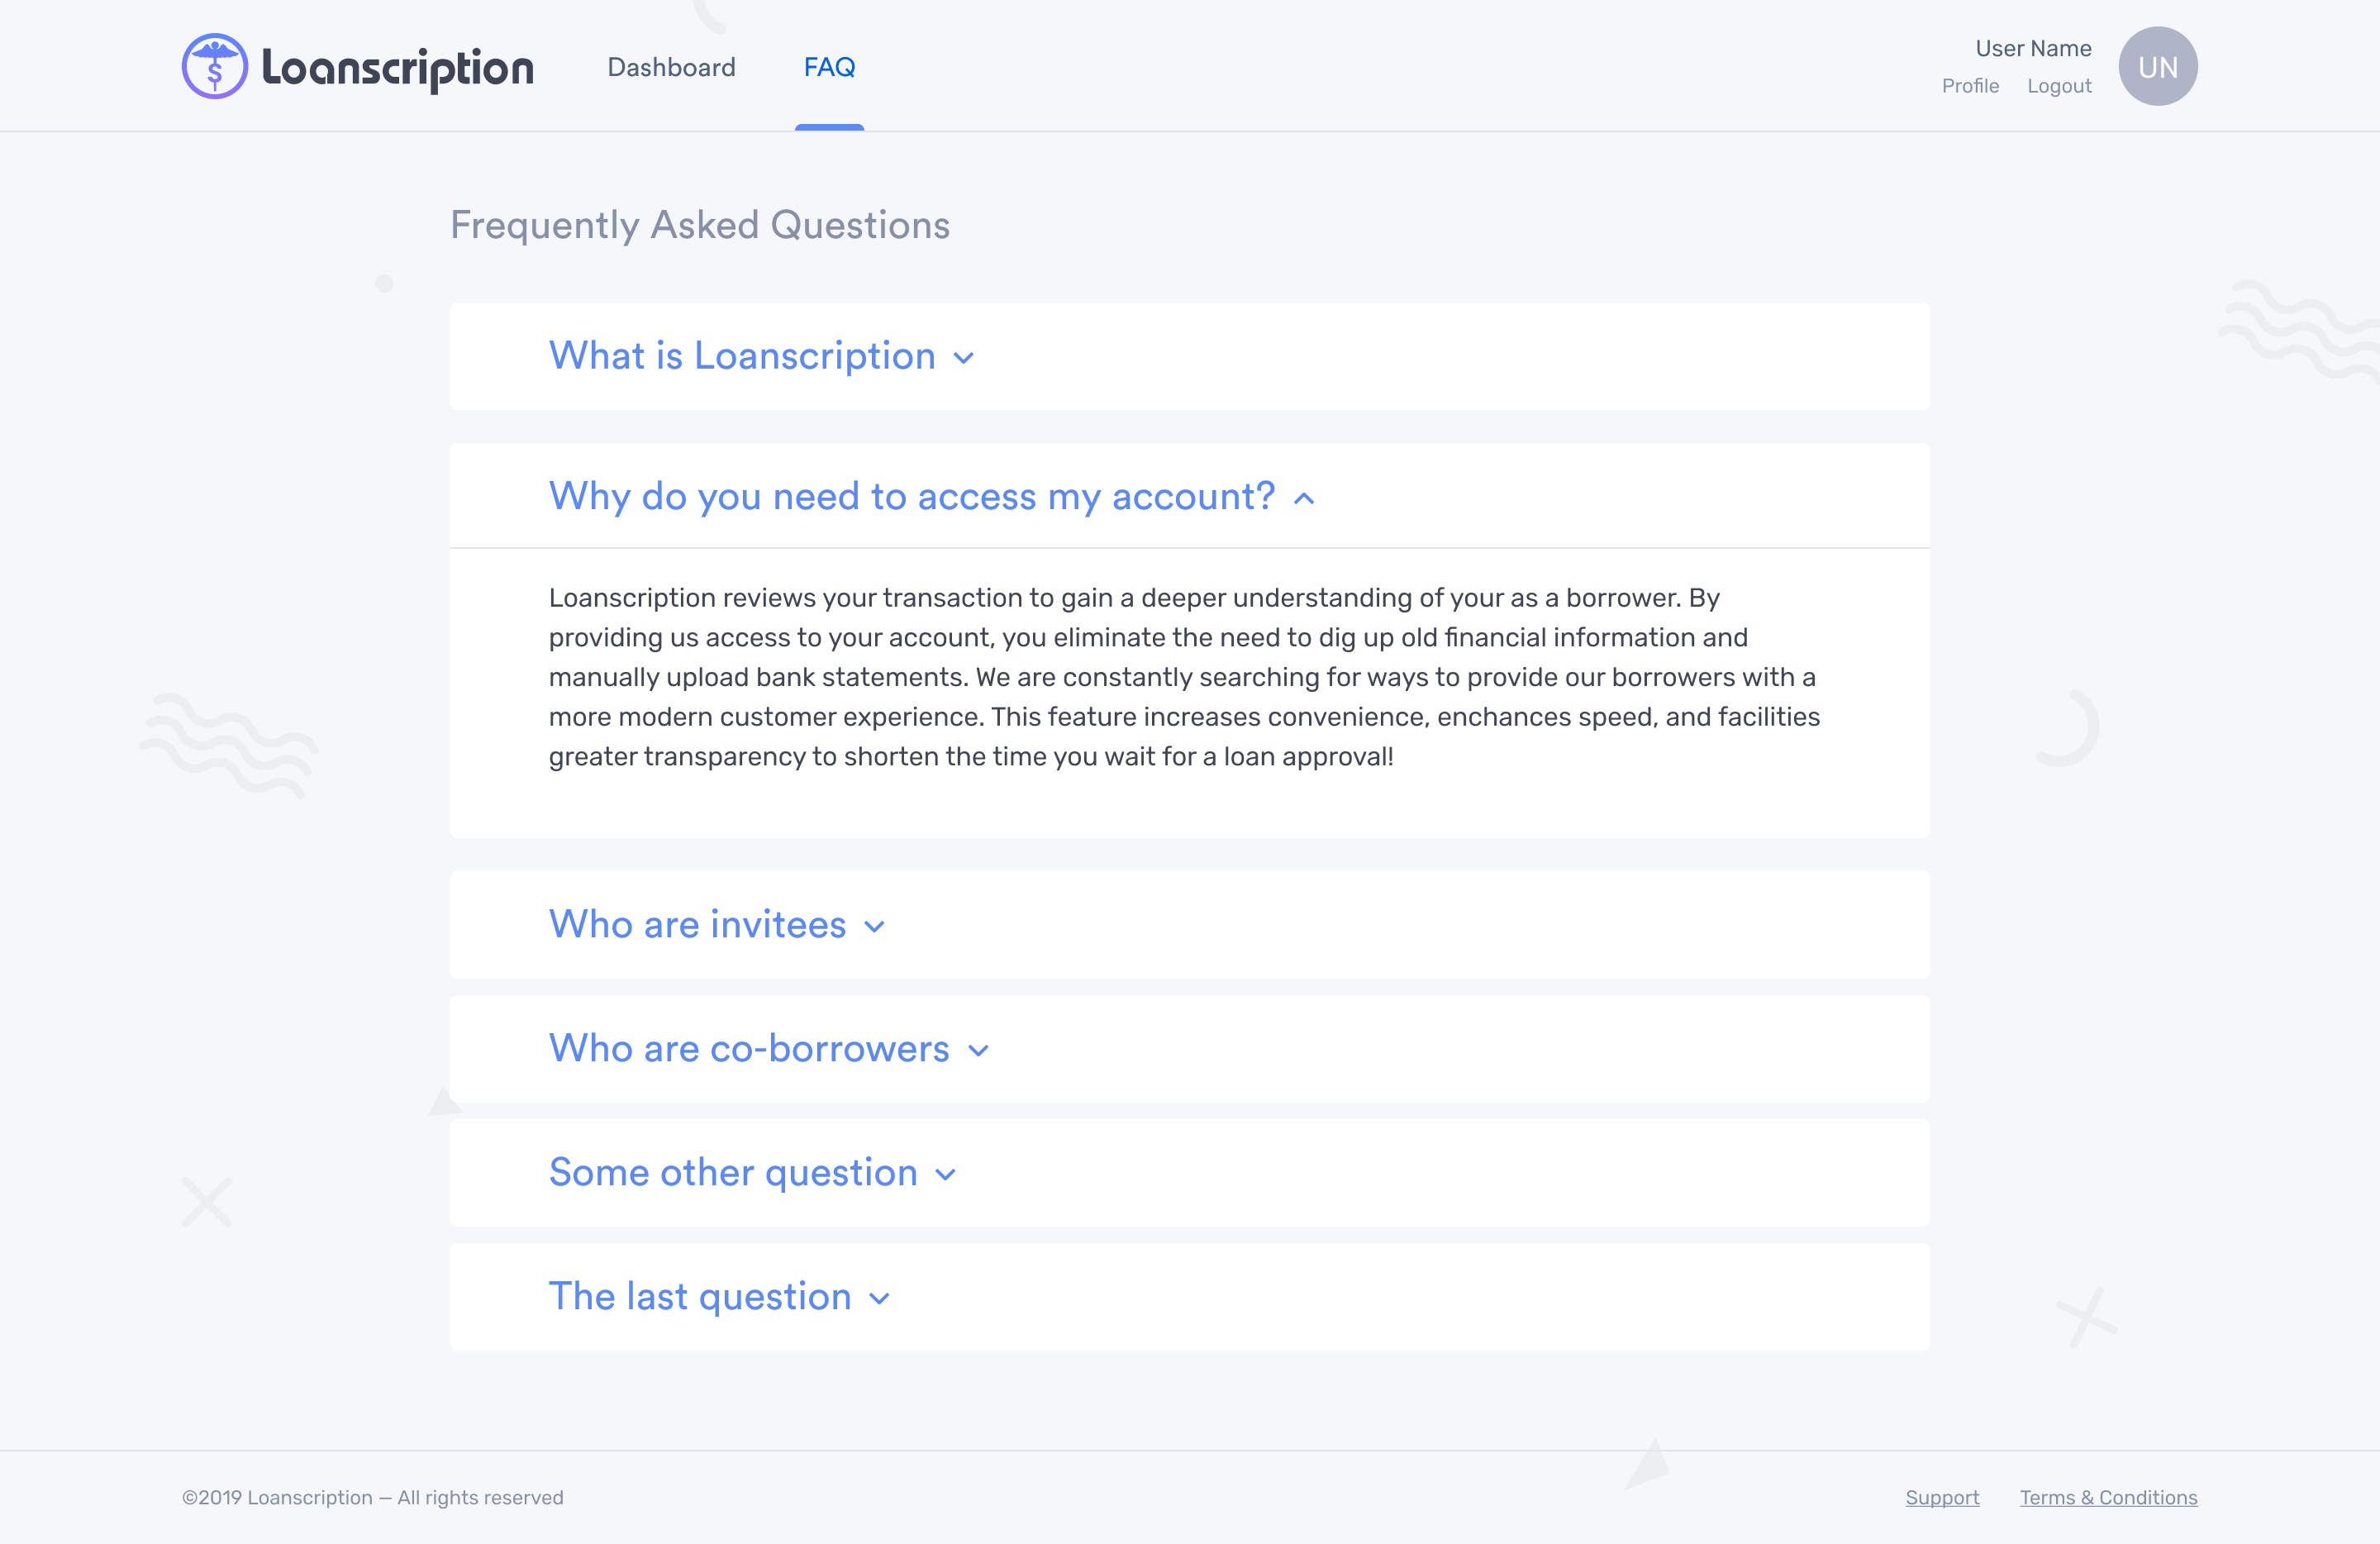 Loanscription
Dashboard
FAQ
User Name
Profile
Logout
UN
Frequently Asked Questions
What is Loanscription
Why do you need to access my account?
Loanscription reviews your transaction to gain a deeper understanding of your as a borrower. By
providing us access to your account, you eliminate the need to dig up old financial information and
manually upload bank statements. We are constantly searching for ways to provide our borrowers with a
more modern customer experience. This feature increases convenience, enchances speed, and facilities
greater transparency to shorten the time you wait for a loan approval!
Who are invitees
Who are co-borrowers
Some other question
The last question
©2019 Loanscription — All rights reserved
Support
Terms & Conditions